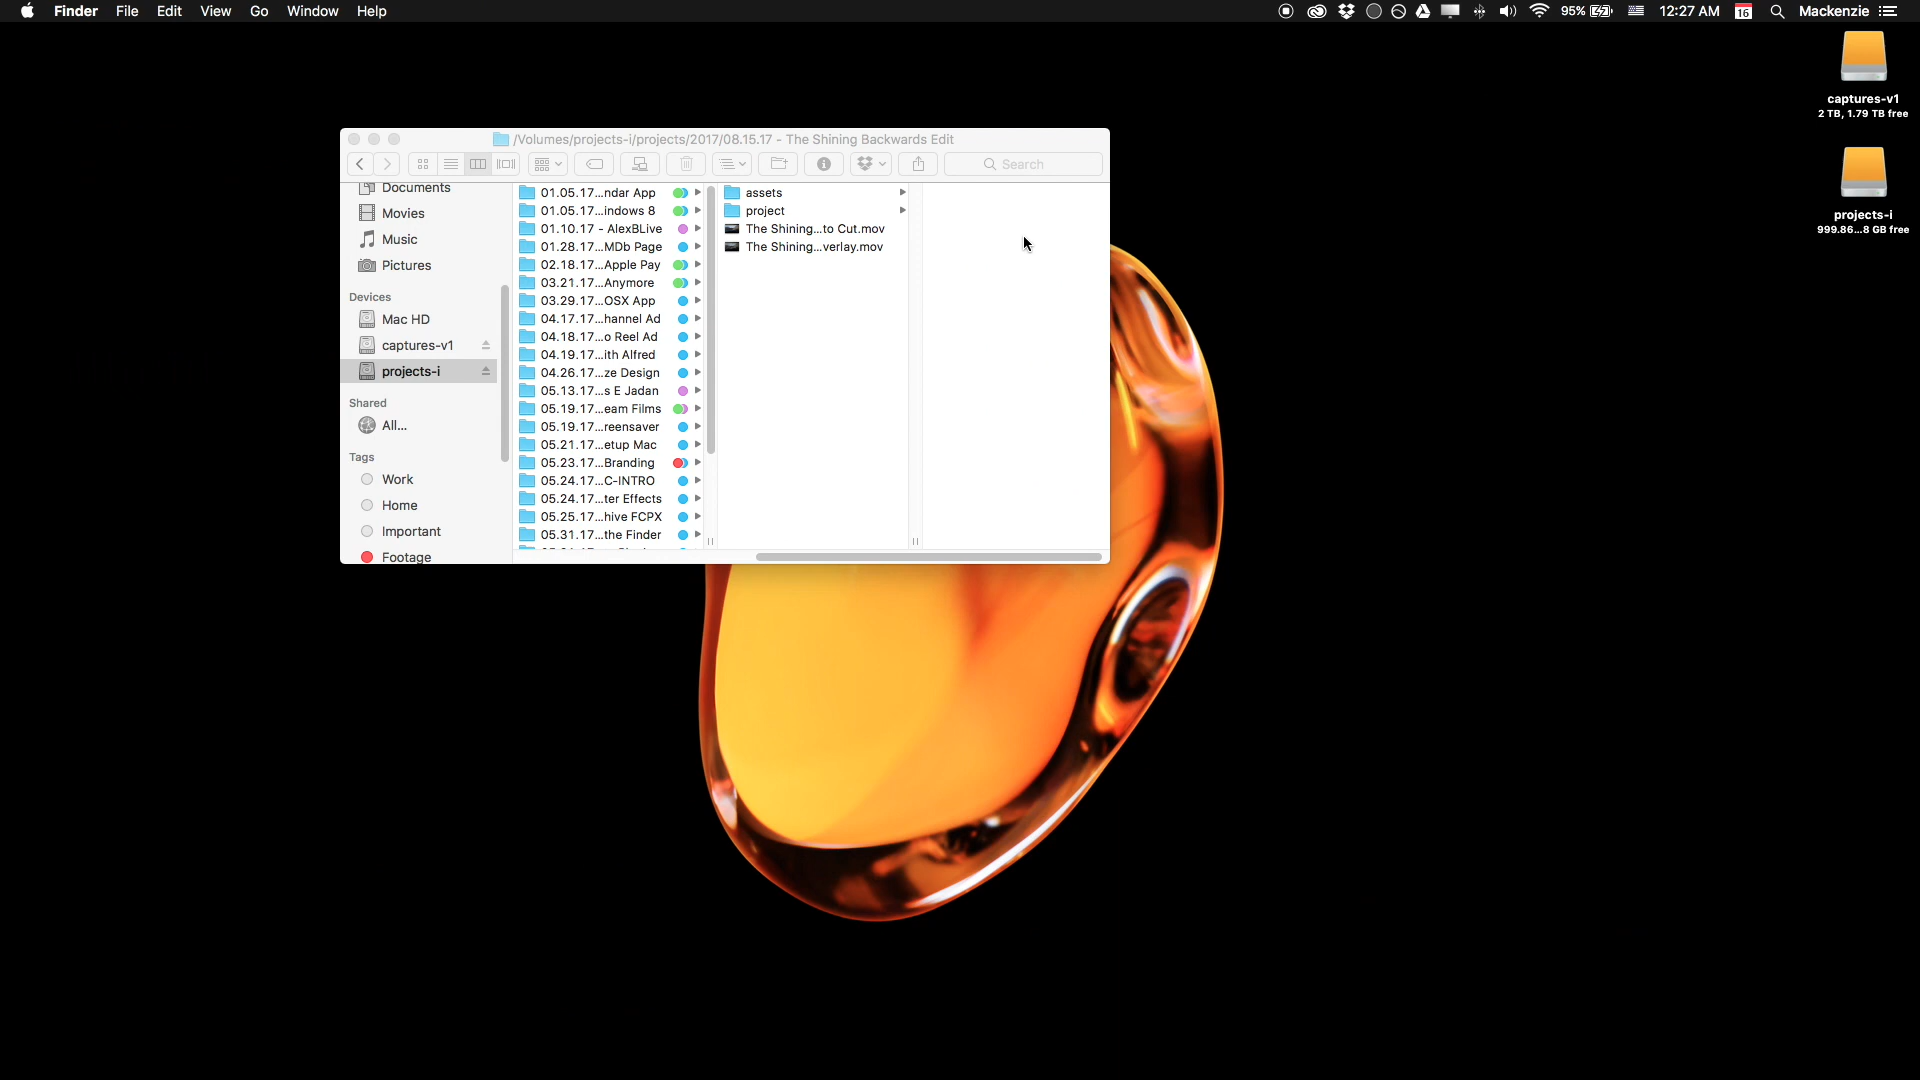 Finder File Edit View Go Window Help 95% 12:27 AM 16 Mackenzie
captures-v1
2 TB, 1.79 TB free
projects-i
999.86...8 GB free
/Volumes/projects-i/projects/2017/08.15.17 - The Shining Backwards Edit
Search
Documents
Movies
Music
Pictures
Devices
Mac HD
captures-v1
projects-i
Shared
All...
Tags
Work
Home
Important
Footage
01.05.17...ndar App
01.05.17...indows 8
01.10.17 - AlexBLive
01.28.17...MDb Page
02.18.17...Apple Pay
03.21.17...Anymore
03.29.17...OSX App
04.17.17...hannel Ad
04.18.17...o Reel Ad
04.19.17...ith Alfred
04.26.17...ze Design
05.13.17...s E Jadan
05.19.17...eam Films
05.19.17...reensaver
05.21.17...etup Mac
05.23.17...Branding
05.24.17...C-INTRO
05.24.17...ter Effects
05.25.17...hive FCPX
05.31.17...the Finder
assets
project
The Shining...to Cut.mov
The Shining...verlay.mov